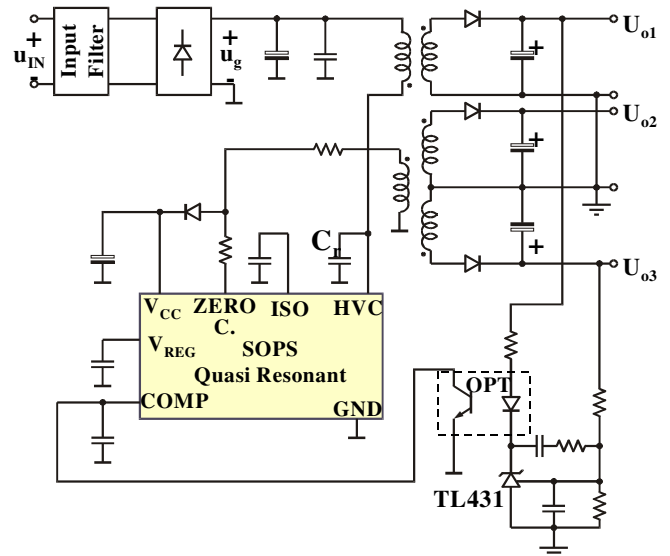 +
u_IN
-
Input
Filter
+
u_g
-
U_o1
+
U_o2
+
+
U_o3
C_r
V_CC
ZERO
C.
ISO
HVC
V_REG
SOPS
Quasi Resonant
COMP
GND
OPT
TL431